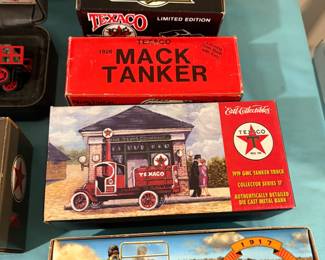 TEXACO
LIMITED EDITION
TEXACO
1926
MACK
TANKER
Ertl Collectibles
TEXACO
1919 GMC TANKER TRUCK
COLLECTOR SERIES 17
AUTHENTICALLY DETAILED
DIE CAST METAL BANK
TEXACO
1917